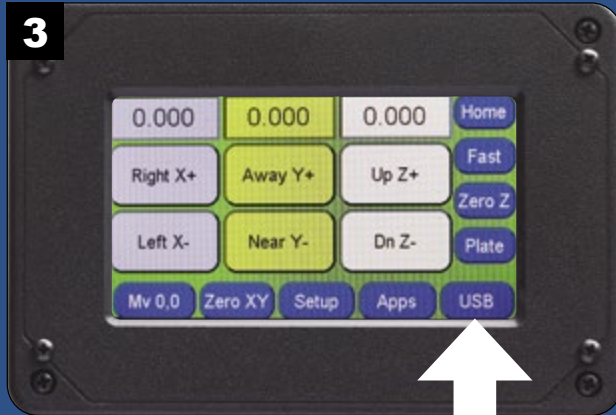 3
0.000 0.000 0.000 Home
Fast
Right X+ Away Y+ Up Z+
Zero Z
Left X- Near Y- Dn Z- Plate
Mv 0,0 Zero XY Setup Apps USB